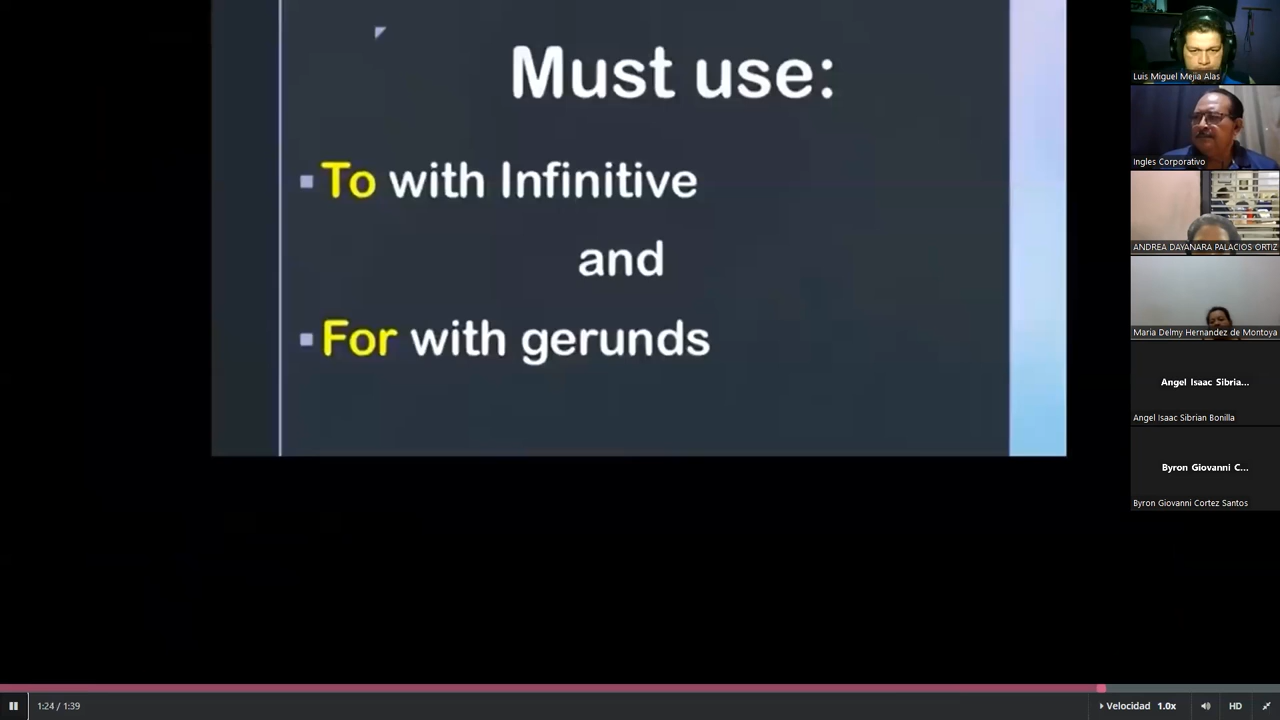 Must use:
To with Infinitive
and
For with gerunds
Luis Miguel Mejia Alas
Ingles Corporativo
ANDREA DAYANARA PALACIOS ORTIZ
Maria Delmy Hernandez de Montoya
Angel Isaac Sibria...
Angel Isaac Sibrian Bonilla
Byron Giovanni C...
Byron Giovanni Cortez Santos
1:24 / 1:39
Velocidad 1.0x
HD